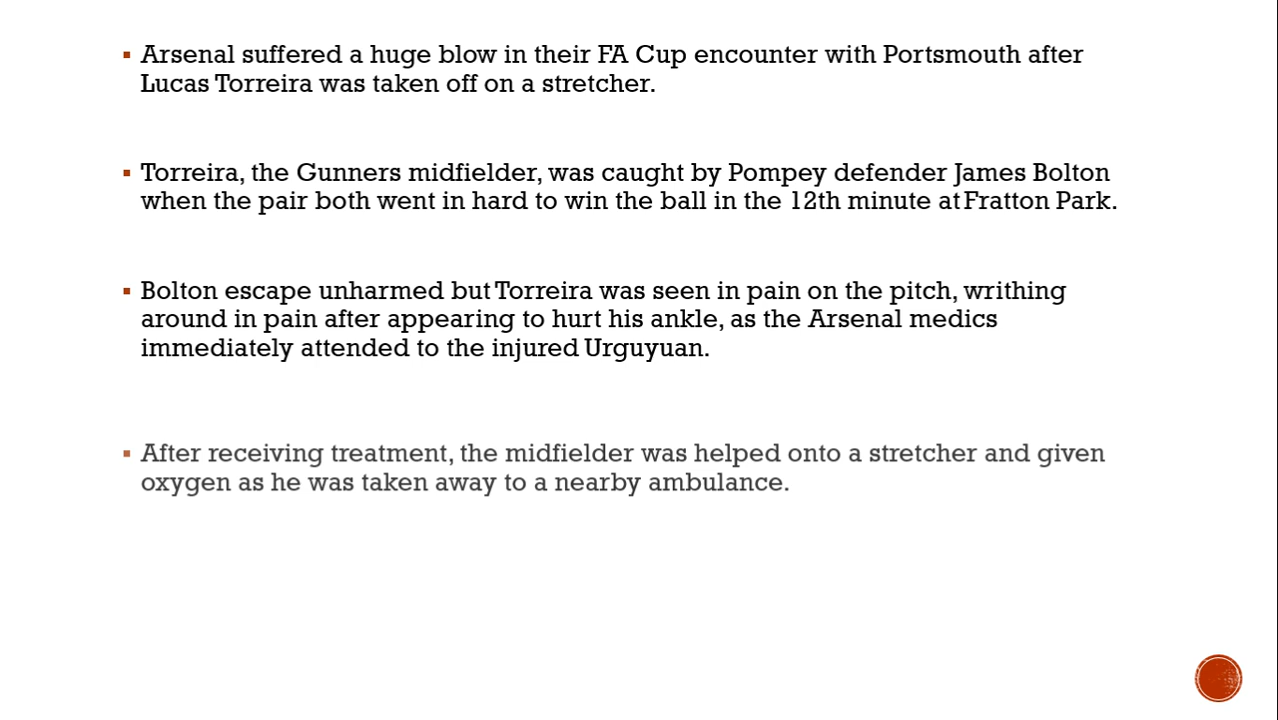 Arsenal suffered a huge blow in their FA Cup encounter with Portsmouth after
Lucas Torreira was taken off on a stretcher.
Torreira, the Gunners midfielder, was caught by Pompey defender James Bolton
when the pair both went in hard to win the ball in the 12th minute at Fratton Park.
Bolton escape unharmed but Torreira was seen in pain on the pitch, writhing
around in pain after appearing to hurt his ankle, as the Arsenal medics
immediately attended to the injured Urguyuan.
After receiving treatment, the midfielder was helped onto a stretcher and given
oxygen as he was taken away to a nearby ambulance.